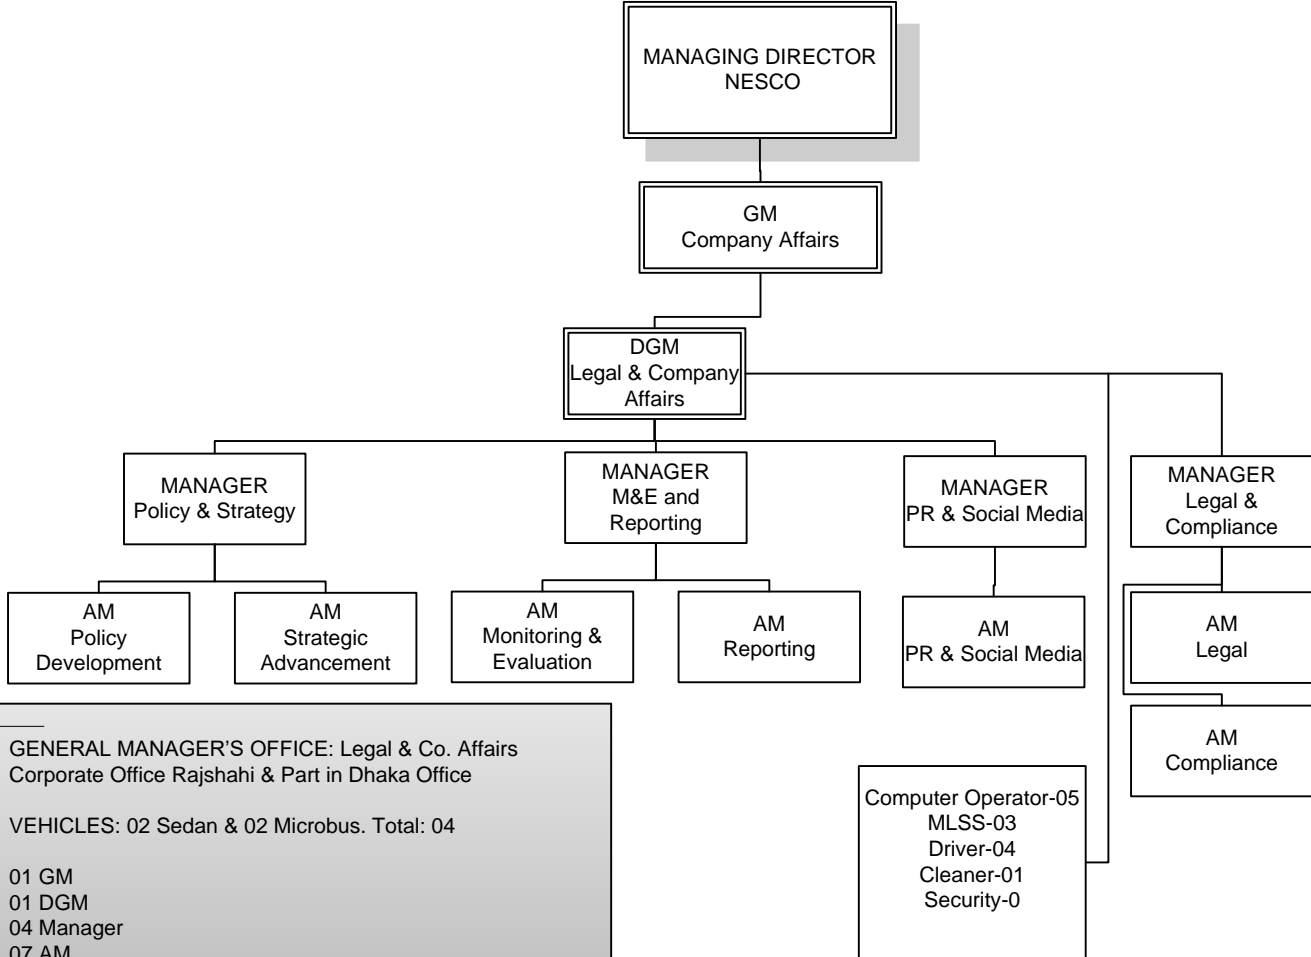 MANAGING DIRECTOR
NESCO
GM
Company Affairs
DGM
Legal & Company
Affairs
MANAGER
Policy & Strategy
MANAGER
M&E and
Reporting
MANAGER
PR & Social Media
MANAGER
Legal &
Compliance
AM
Policy
Development
AM
Strategic
Advancement
AM
Monitoring &
Evaluation
AM
Reporting
AM
PR & Social Media
AM
Legal
AM
Compliance
GENERAL MANAGER'S OFFICE: Legal & Co. Affairs
Corporate Office Rajshahi & Part in Dhaka Office
VEHICLES: 02 Sedan & 02 Microbus. Total: 04
01 GM
01 DGM
04 Manager
07 AM
Computer Operator-05
MLSS-03
Driver-04
Cleaner-01
Security-0